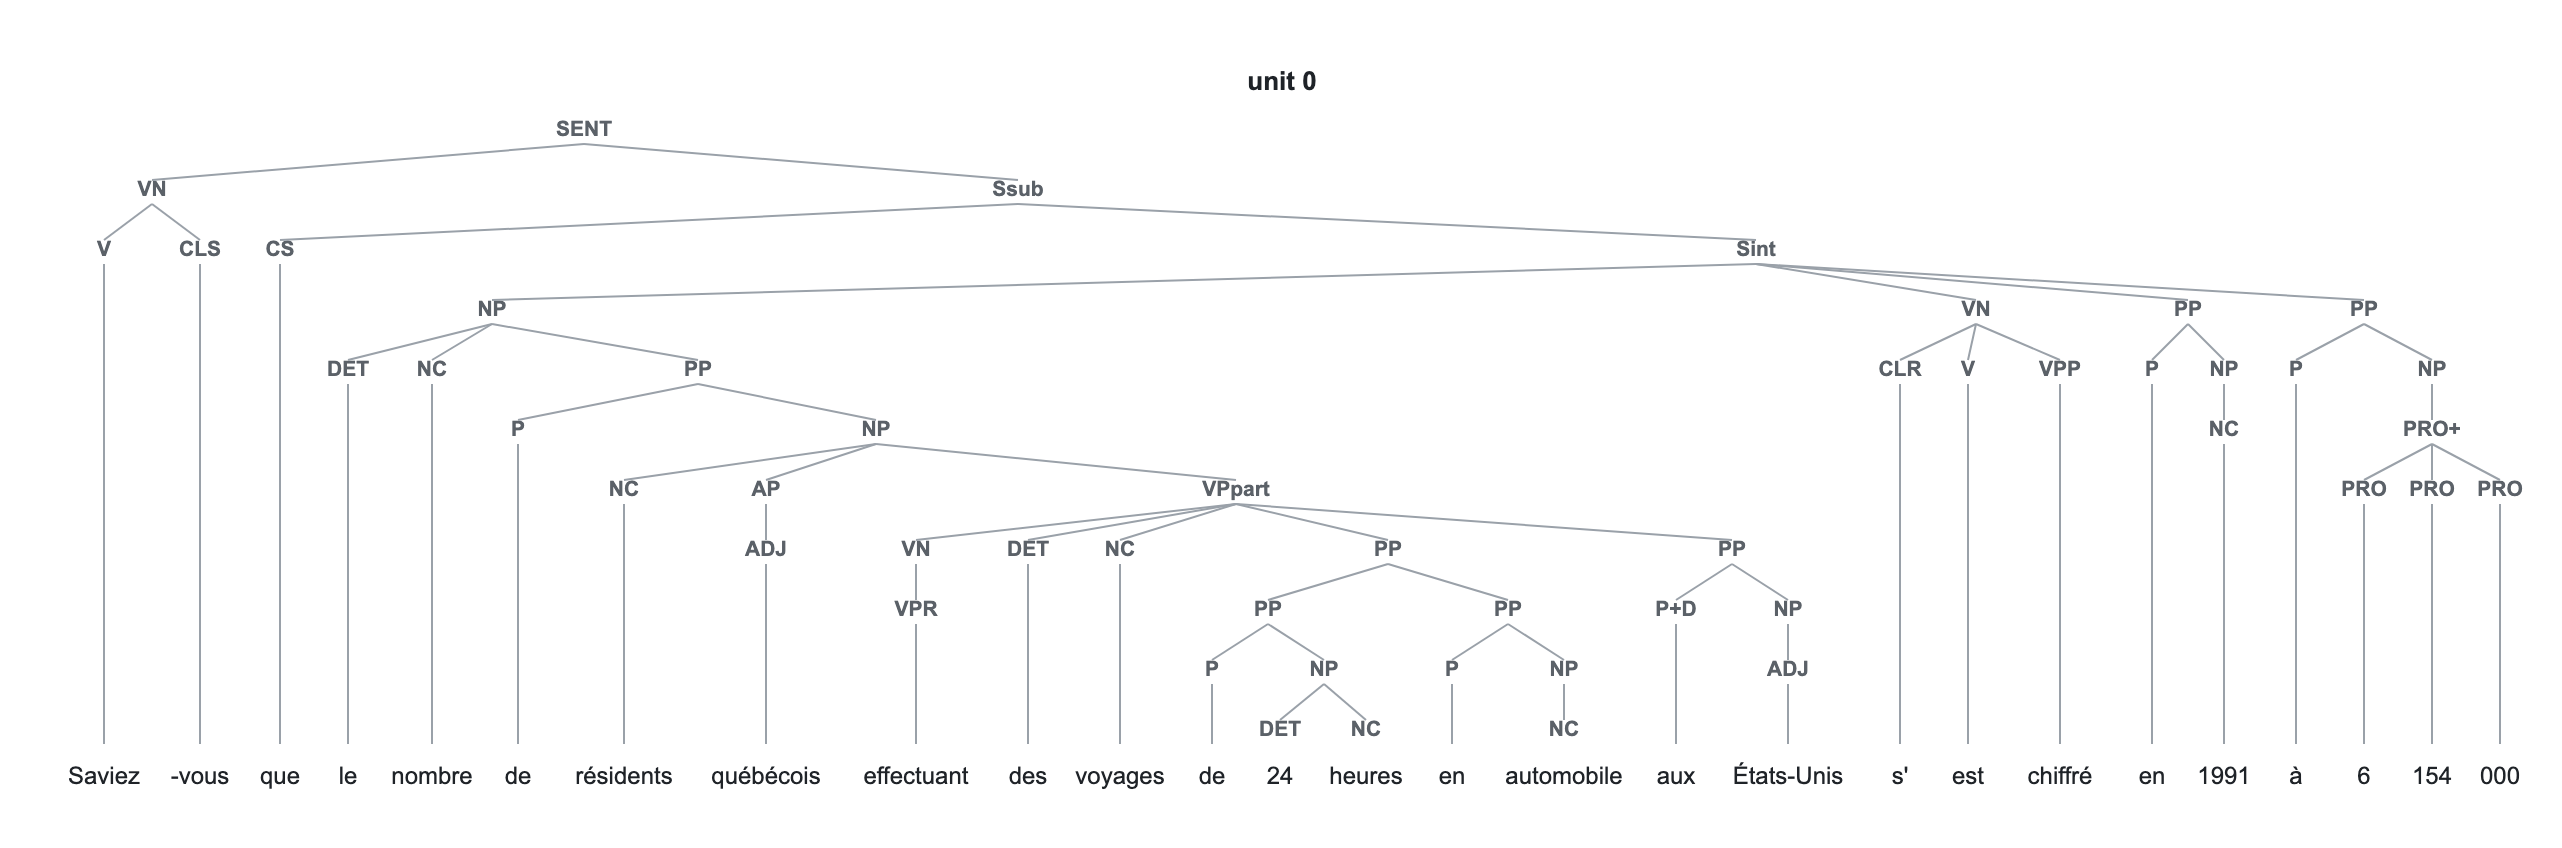 unit 0
SENT
VN Ssub
V CLS CS Sint
NP VN PP PP
DET NC PP CLR V VPP P NP P NP
P NP NC PRO+
NC AP VPpart PRO PRO PRO
ADJ VN DET NC PP PP
VPR PP PP P+D NP
P NP P NP ADJ
DET NC NC
Saviez -vous que le nombre de résidents québécois effectuant des voyages de 24 heures en automobile aux États-Unis s' est chiffré en 1991 à 6 154 000